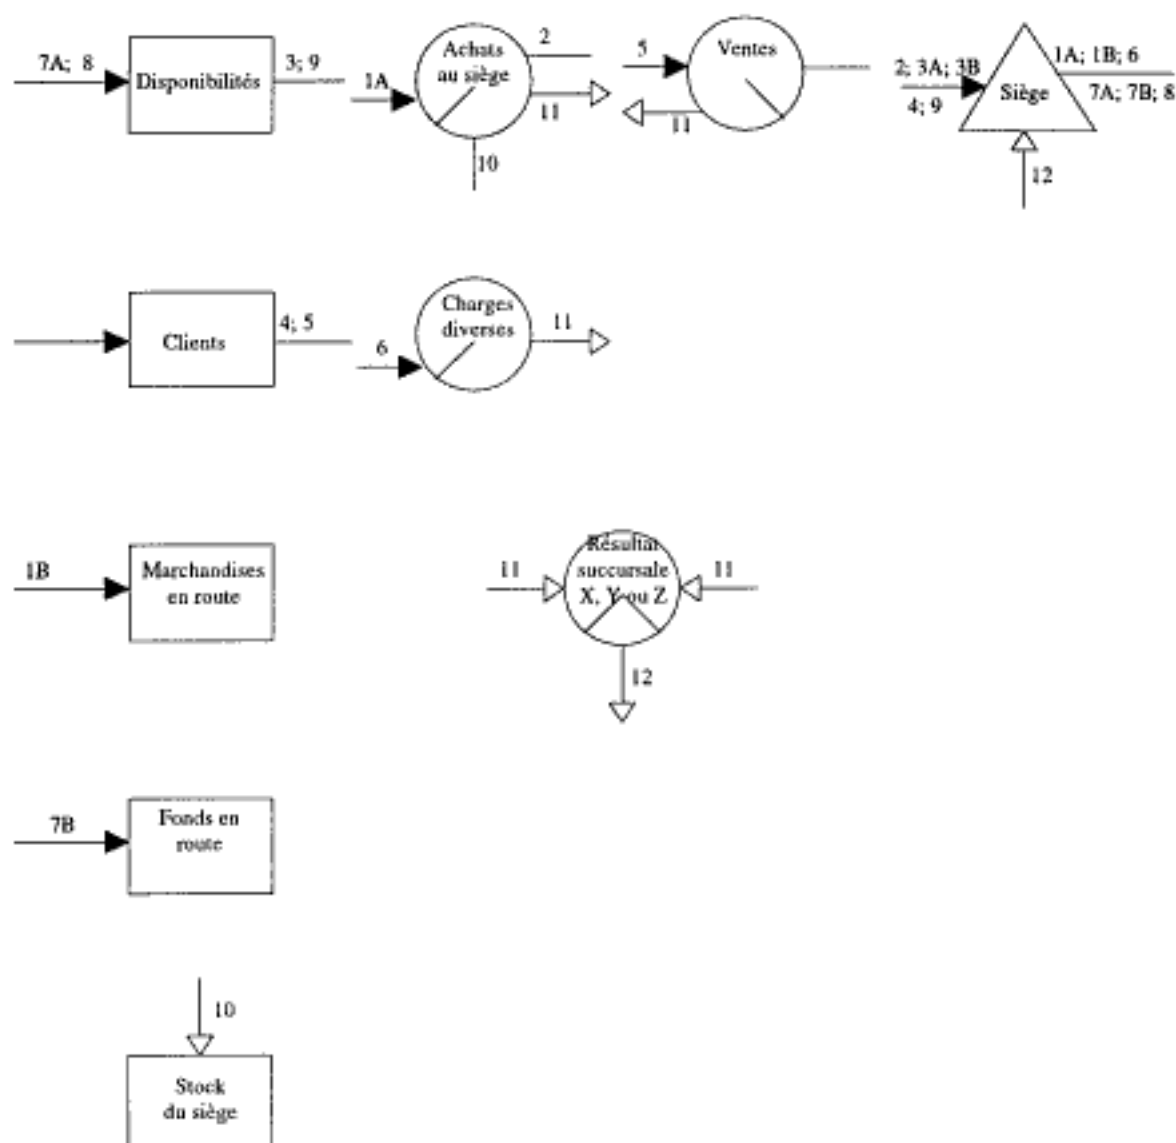 7A; 8
Disponibilités
3; 9
1A
Achats
au siège
2
11
10
5
Ventes
11
2; 3A; 3B
4; 9
Siège
1A; 1B; 6
7A; 7B; 8
12
Clients
4; 5
6
Charges
diverses
11
1B
Marchandises
en route
11
Résultat
succursale
X, Y ou Z
11
12
7B
Fonds en
route
10
Stock
du siège